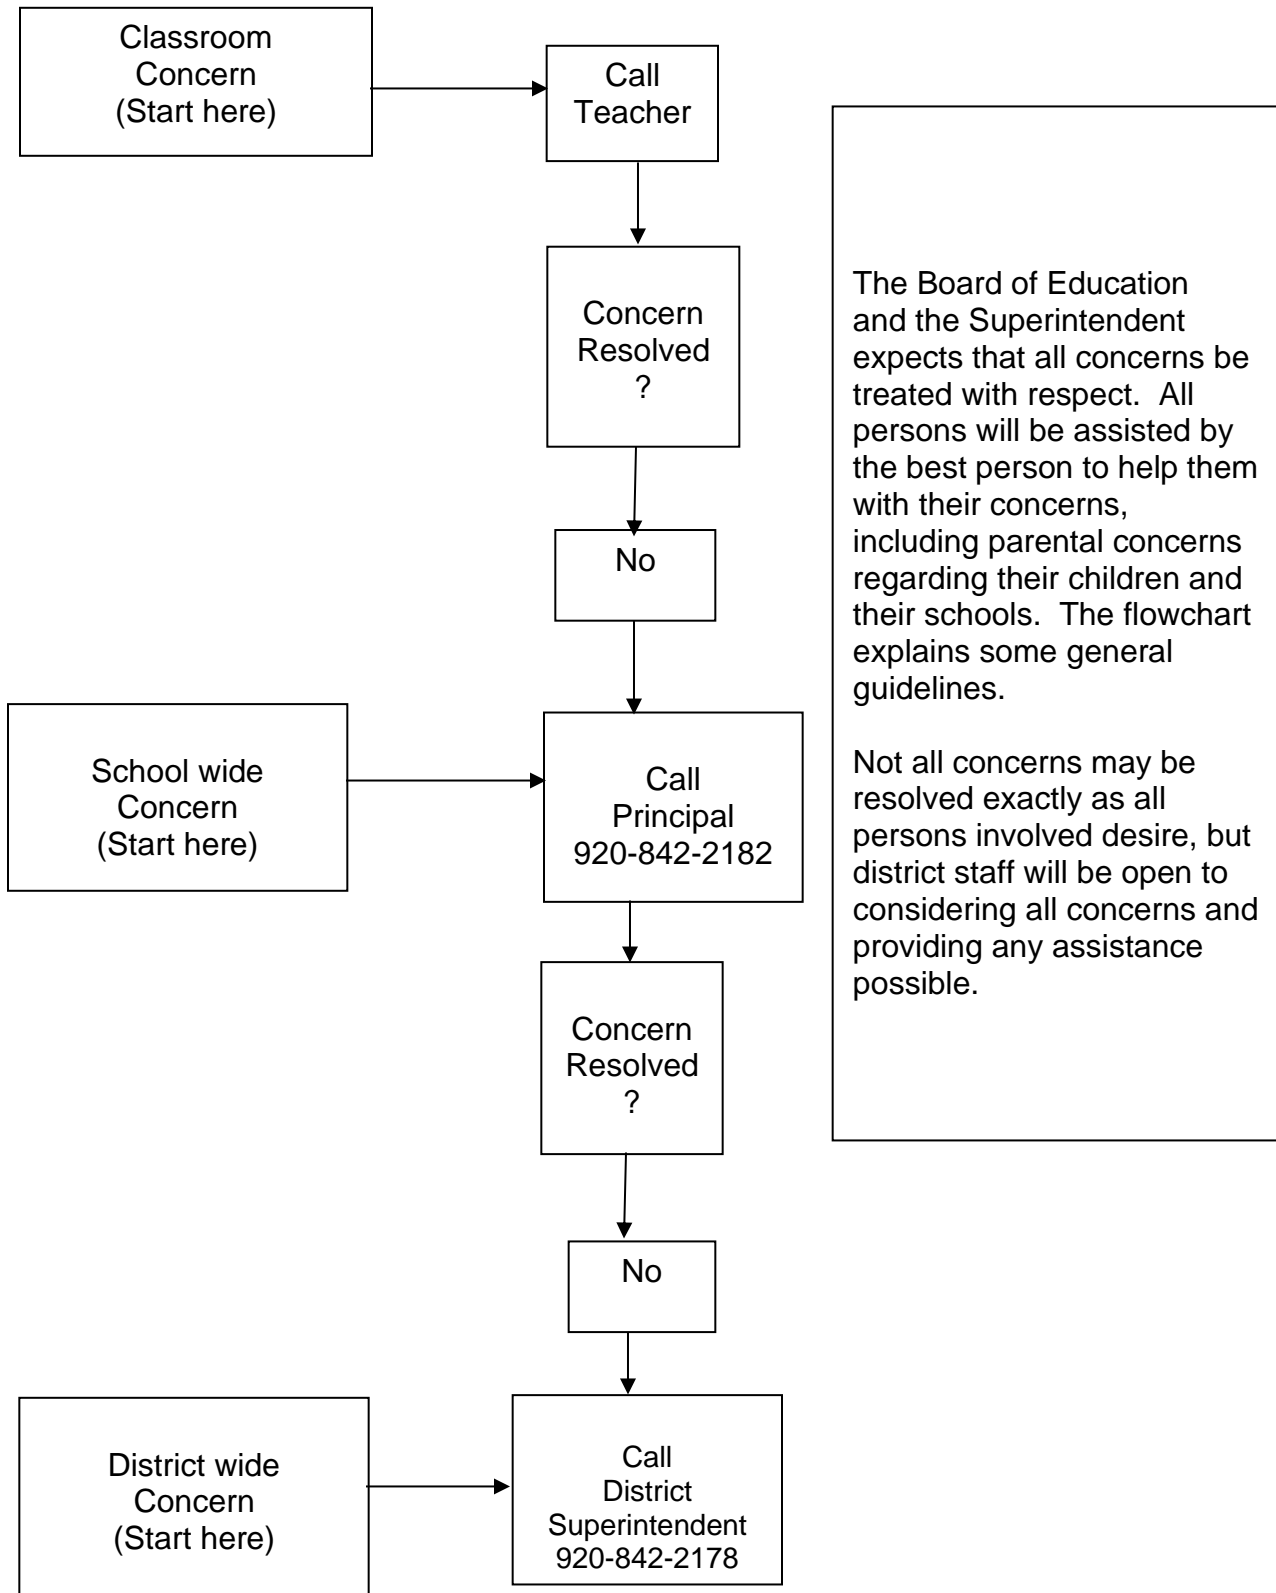 Classroom
Concern
(Start here)
Call
Teacher
Concern
Resolved
?
No
School wide
Concern
(Start here)
Call
Principal
920-842-2182
Concern
Resolved
?
No
District wide
Concern
(Start here)
Call
District
Superintendent
920-842-2178
The Board of Education
and the Superintendent
expects that all concerns be
treated with respect.  All
persons will be assisted by
the best person to help them
with their concerns,
including parental concerns
regarding their children and
their schools.  The flowchart
explains some general
guidelines.
Not all concerns may be
resolved exactly as all
persons involved desire, but
district staff will be open to
considering all concerns and
providing any assistance
possible.